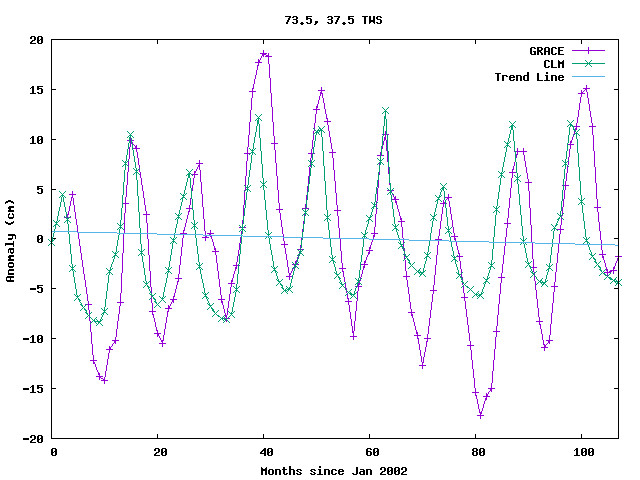 73.5, 37.5 TWS
GRACE
CLM
Trend Line
20
15
10
5
0
-5
-10
-15
-20
Anomaly (cm)
0 20 40 60 80 100
Months since Jan 2002